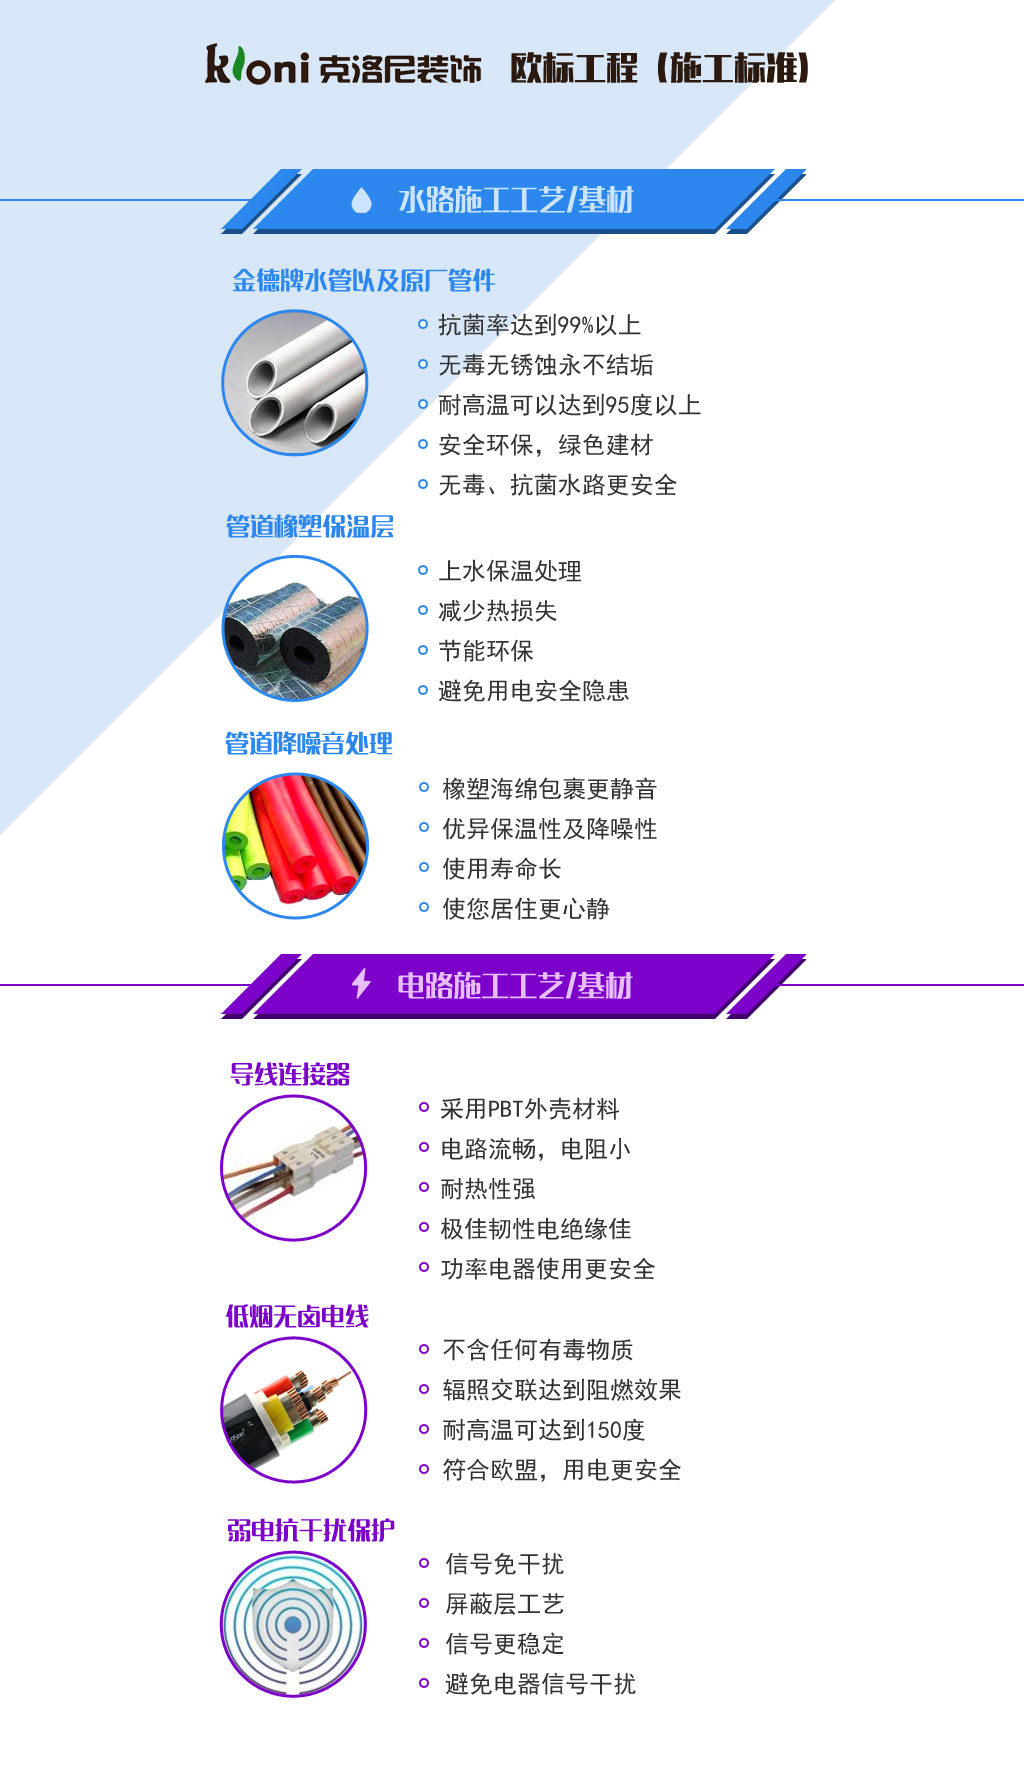 kloni 克洛尼装饰 欧标工程（施工标准）
水路施工工艺/基材
金德牌水管以及原厂管件
抗菌率达到99%以上
无毒无锈蚀永不结垢
耐高温可以达到95度以上
安全环保，绿色建材
无毒、抗菌水路更安全
管道橡塑保温层
上水保温处理
减少热损失
节能环保
避免用电安全隐患
管道降噪音处理
橡塑海绵包裹更静音
优异保温性及降噪性
使用寿命长
使您居住更心静
电路施工工艺/基材
导线连接器
采用PBT外壳材料
电路流畅，电阻小
耐热性强
极佳韧性电绝缘佳
功率电器使用更安全
低烟无卤电线
不含任何有毒物质
辐照交联达到阻燃效果
耐高温可达到150度
符合欧盟，用电更安全
弱电抗干扰保护
信号免干扰
屏蔽层工艺
信号更稳定
避免电器信号干扰